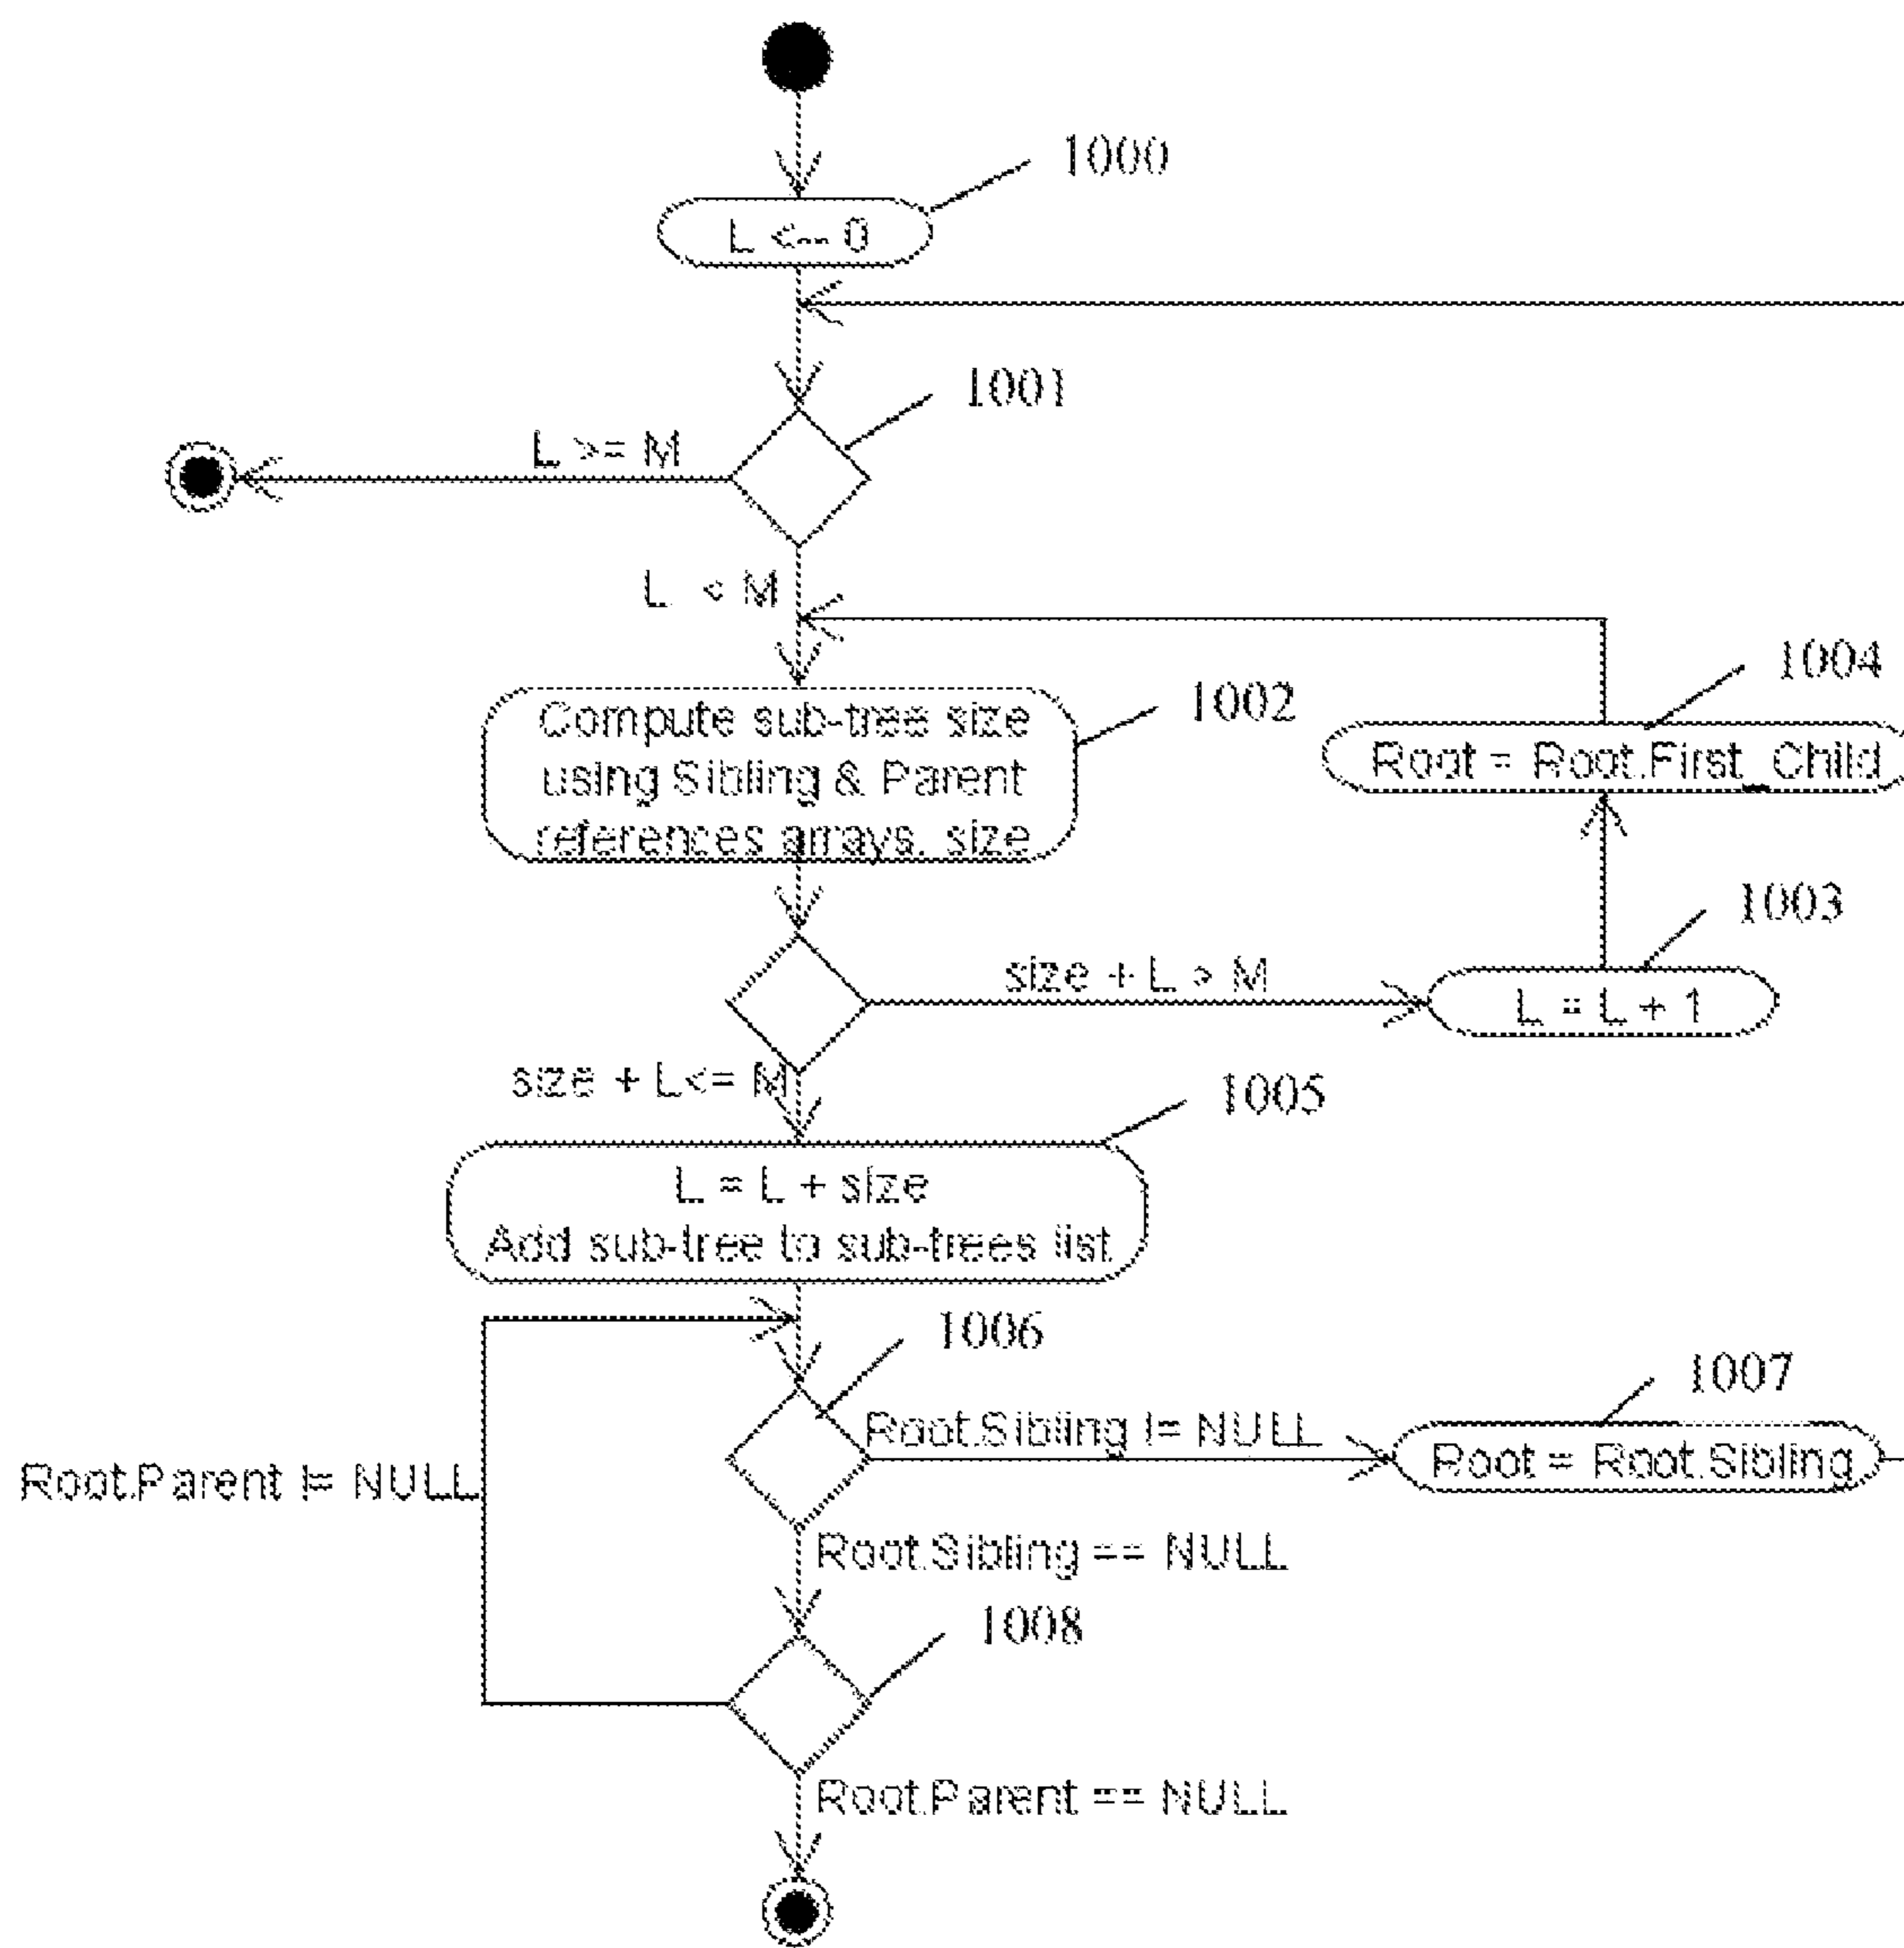 1000
L <-- 0
1001
L >= M
L < M
1004
1002
Compute sub-tree size
using Sibling & Parent
references arrays. size
Root = Root.First_Child
1003
size + L > M
L = L + 1
size + L<= M
1005
L = L + size
Add sub-tree to sub-trees list
1006
1007
Root.Sibling != NULL
Root = Root.Sibling
Root.Parent != NULL
Root.Sibling == NULL
1008
Root.Parent == NULL